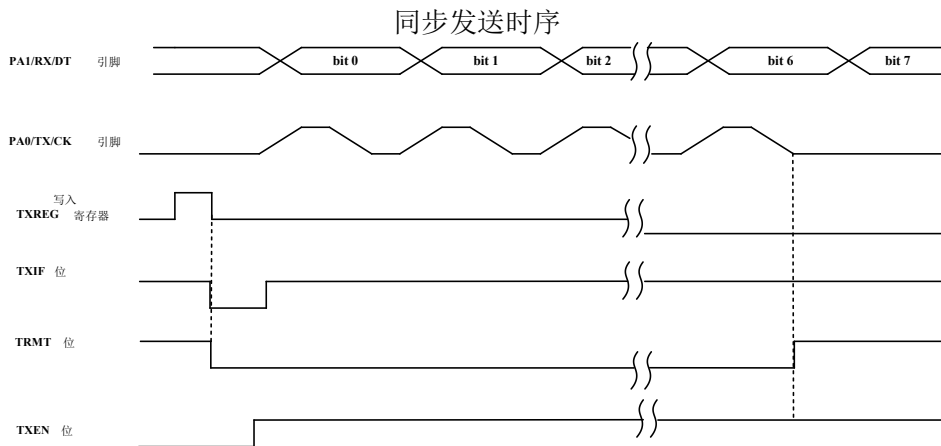 同步发送时序
PA1/RX/DT 引脚 bit 0 bit 1 bit 2 bit 6 bit 7
PA0/TX/CK 引脚
写入
TXREG 寄存器
TXIF 位
TRMT 位
TXEN 位